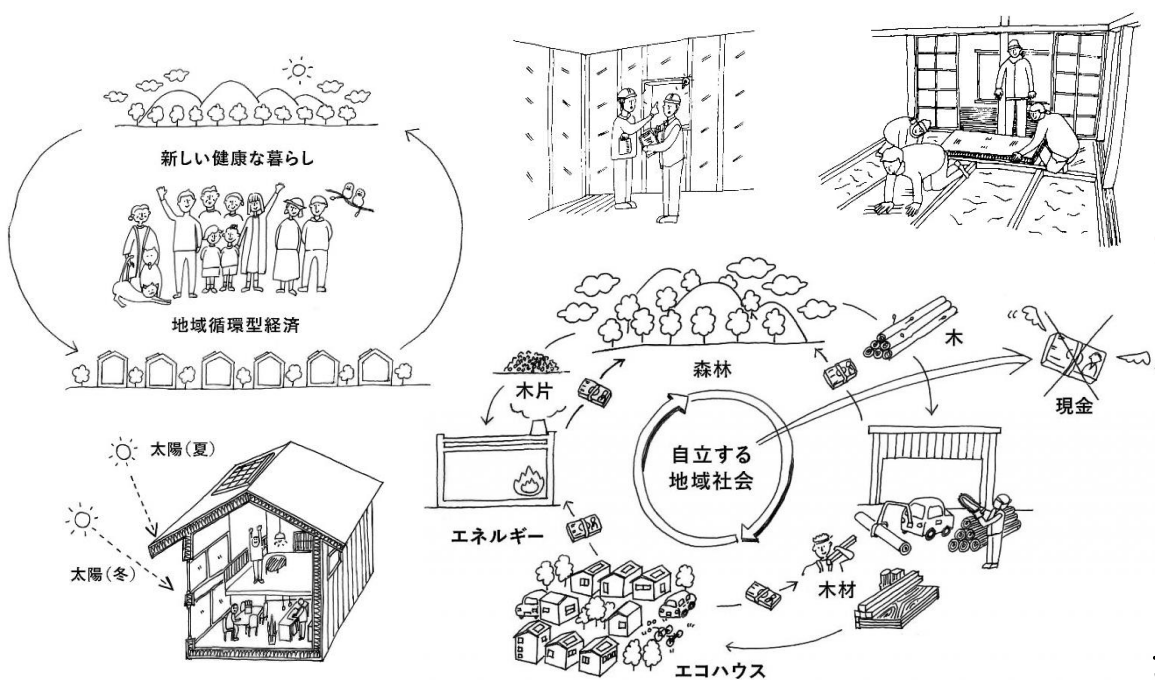 新しい健康な暮らし
地域循環型経済
太陽(夏)
太陽(冬)
木
森林
木片
現金
自立する
地域社会
エネルギー
木材
エコハウス